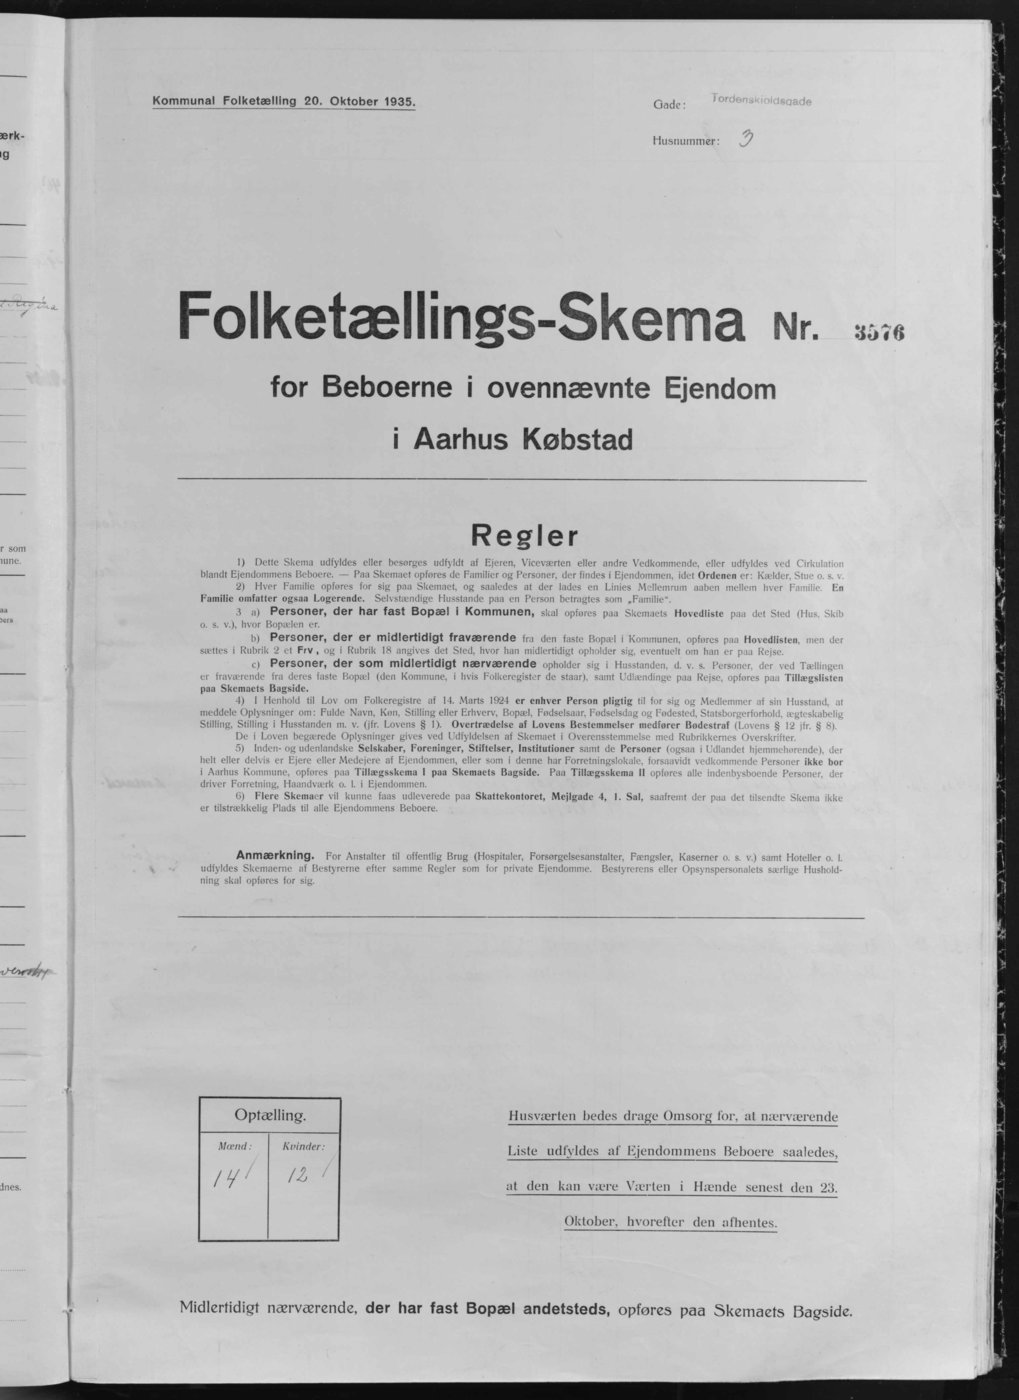 Kommunal Folketælling 20. Oktober 1935.
Gade: Tordenskioldsgade
Husnummer: 3
Folketællings-Skema Nr. 3576
for Beboerne i ovennævnte Ejendom
i Aarhus Købstad
Regler
1) Dette Skema udfyldes eller besørges udfyldt af Ejeren, Viceværten eller andre Vedkommende, eller udfyldes ved Cirkulation
blandt Ejendommens Beboere. — Paa Skemaet opføres de Familier og Personer, der findes i Ejendommen, idet Ordenen er: Kælder, Stue o. s. v.
2) Hver Familie opføres for sig paa Skemaet, og saaledes at der lades en Linies Mellemrum aaben mellem hver Familie. En
Familie omfatter ogsaa Logerende. Selvstændige Husstande paa en Person betragtes som „Familie".
3 a) Personer, der har fast Bopæl i Kommunen, skal opføres paa Skemaets Hovedliste paa det Sted (Hus, Skib
o. s. v.), hvor Bopælen er.
b) Personer, der er midlertidigt fraværende fra den faste Bopæl i Kommunen, opføres paa Hovedlisten, men der
sættes i Rubrik 2 et Frv., og i Rubrik 18 angives det Sted, hvor han midlertidigt opholder sig, eventuelt om han er paa Rejse.
c) Personer, der som midlertidigt nærværende opholder sig i Husstanden, d. v. s. Personer, der ved Tællingen
er fraværende fra deres faste Bopæl (den Kommune, i hvis Folkeregister de staar), samt Udlændinge paa Rejse, opføres paa Tillægslisten
paa Skemaets Bagside.
4) I Henhold til Lov om Folkeregistre af 14. Marts 1924 er enhver Person pligtig til for sig og Medlemmer af sin Husstand, at
meddele Oplysninger om: Fulde Navn, Køn, Stilling eller Erhverv, Bopæl, Fødselsaar, Fødselsdag og Fødested, Statsborgerforhold, ægteskabelig
Stilling, Stilling i Husstanden m. v. (jfr. Lovens § 1). Overtrædelse af Lovens Bestemmelser medfører Bødestraf (Lovens § 12 jfr. § 8).
De i Loven begærede Oplysninger gives ved Udfyldelsen af Skemaet i Overensstemmelse med Rubrikkernes Overskrifter.
5) Inden- og udenlandske Selskaber, Foreninger, Stiftelser, Institutioner samt de Personer (ogsaa i Udlandet hjemmehørende), der
helt eller delvis er Ejere eller Medejere af Ejendommen, eller som i denne har Forretningslokale, forsaavidt vedkommende Personer ikke bor
i Aarhus Kommune, opføres paa Tillægsskema I paa Skemaets Bagside. Paa Tillægsskema II opføres alle indenbysboende Personer, der
driver Forretning, Haandværk o. l. i Ejendommen.
6) Flere Skemaer vil kunne faas udleverede paa Skattekontoret, Mejlgade 4, 1. Sal, saafremt der paa det tilsendte Skema ikke
er tilstrækkelig Plads til alle Ejendommens Beboere.
Anmærkning. For Anstalter til offentlig Brug (Hospitaler, Forsørgelsesanstalter, Fængsler, Kaserner o. s. v.) samt Hoteller o. l.
udfyldes Skemaerne af Bestyrerne efter samme Regler som for private Ejendomme. Bestyrerens eller Opsynspersonalets særlige Hushold-
ning skal opføres for sig.
Optælling.
Mænd: Kvinder:
14 12
Husværten bedes drage Omsorg for, at nærværende
Liste udfyldes af Ejendommens Beboere saaledes,
at den kan være Værten i Hænde senest den 23.
Oktober, hvorefter den afhentes.
Midlertidigt nærværende, der har fast Bopæl andetsteds, opføres paa Skemaets Bagside.